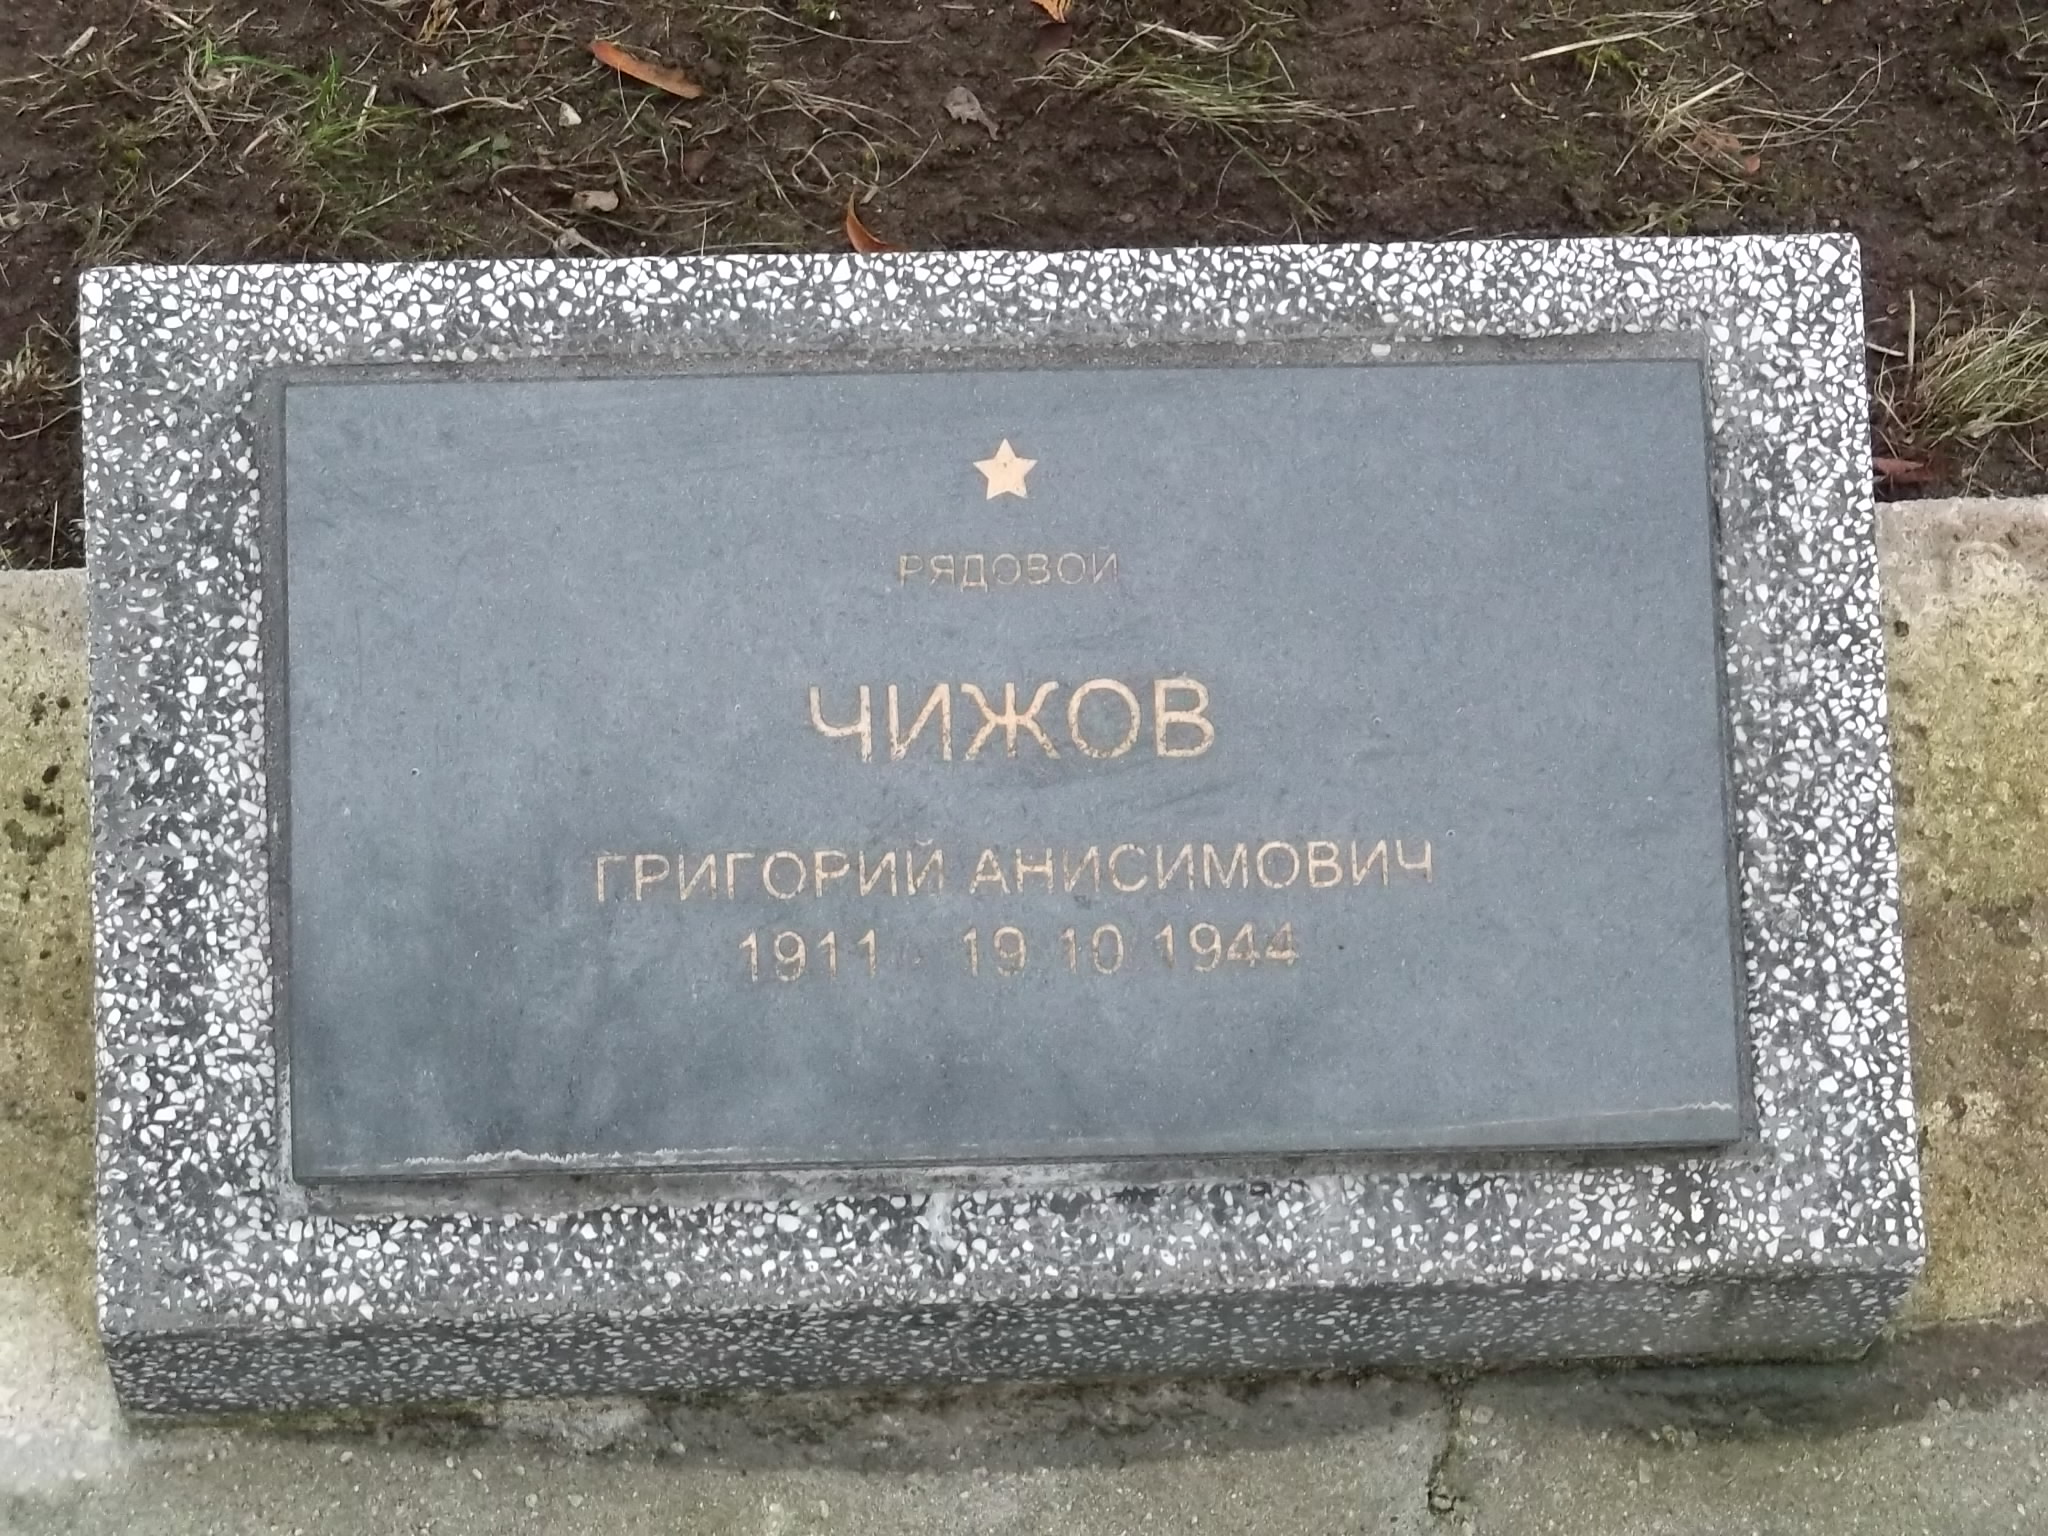 РЯДОВОЙ
ЧИЖОВ
ГРИГОРИЙ АНИСИМОВИЧ
1911 - 19 10 1944